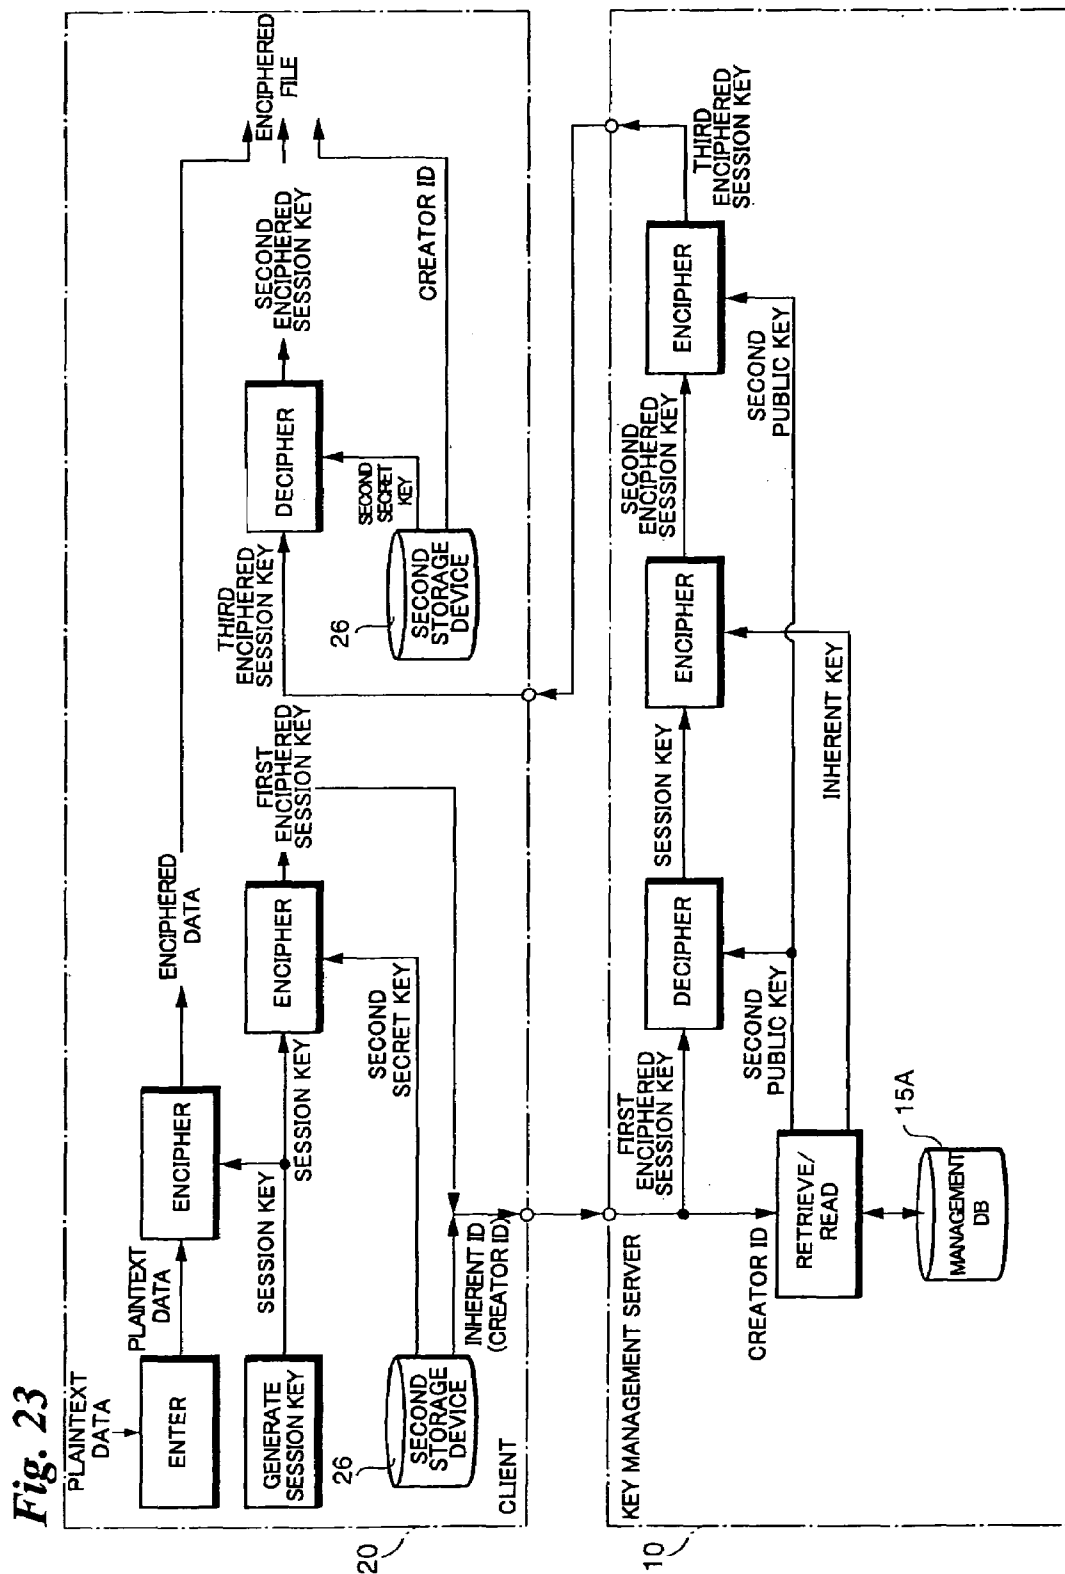 Fig. 23
PLAINTEXT
DATA
ENTER
PLAINTEXT
DATA
ENCIPHER
ENCIPHERED
DATA
ENCIPHERED
FILE
GENERATE
SESSION KEY
SESSION KEY
SESSION KEY
ENCIPHER
FIRST
ENCIPHERED
SESSION KEY
THIRD
ENCIPHERED
SESSION KEY
DECIPHER
SECOND
ENCIPHERED
SESSION KEY
26
SECOND
STORAGE
DEVICE
SECOND
SECRET KEY
INHERENT ID
(CREATOR ID)
26
SECOND
STORAGE
DEVICE
SECOND
SECRET
KEY
CREATOR ID
CLIENT
20
KEY MANAGEMENT SERVER
10
FIRST
ENCIPHERED
SESSION KEY
DECIPHER
SESSION KEY
ENCIPHER
SECOND
ENCIPHERED
SESSION KEY
ENCIPHER
THIRD
ENCIPHERED
SESSION KEY
CREATOR ID
RETRIEVE/
READ
SECOND
PUBLIC KEY
SECOND
PUBLIC KEY
INHERENT KEY
15A
MANAGEMENT
DB